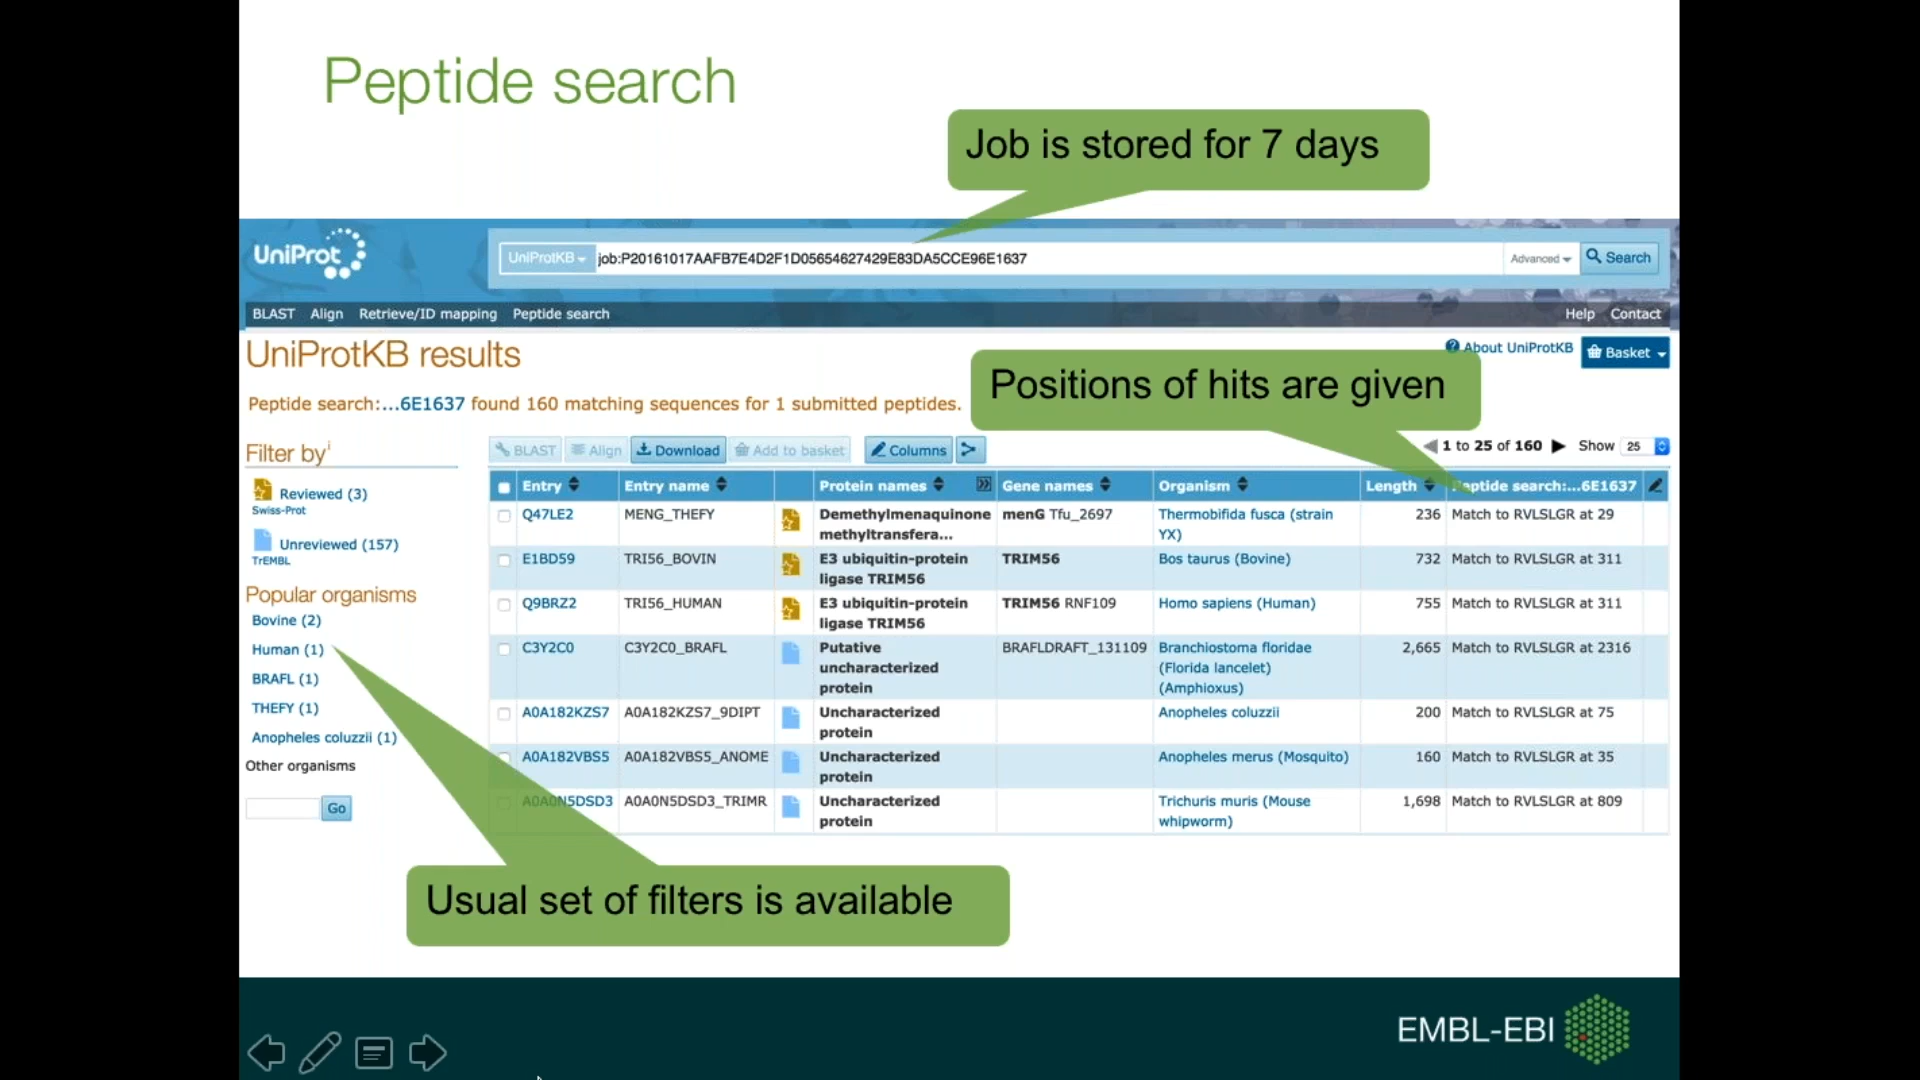 Peptide search
Job is stored for 7 days
UniProt
UniProtKB
job:P20161017AAFB7E4D2F1D05654627429E83DA5CCE96E1637
Advanced
Search
BLAST Align Retrieve/ID mapping Peptide search
Help Contact
UniProtKB results
About UniProtKB
Basket
Positions of hits are given
Peptide search:...6E1637 found 160 matching sequences for 1 submitted peptides.
Filter by i
Reviewed (3)
Swiss-Prot
Unreviewed (157)
TrEMBL
Popular organisms
Bovine (2)
Human (1)
BRAFL (1)
THEFY (1)
Anopheles coluzzii (1)
Other organisms
Go
BLAST Align Download Add to basket Columns
1 to 25 of 160 Show 25
Entry Entry name Protein names Gene names Organism Length Peptide search:...6E1637
Q47LE2 MENG_THEFY Demethylmenaquinone menG Tfu_2697 Thermobifida fusca (strain 236 Match to RVLSLGR at 29
methyltransfera... YX)
E1BD59 TRI56_BOVIN E3 ubiquitin-protein TRIM56 Bos taurus (Bovine) 732 Match to RVLSLGR at 311
ligase TRIM56
Q9BRZ2 TRI56_HUMAN E3 ubiquitin-protein TRIM56 RNF109 Homo sapiens (Human) 755 Match to RVLSLGR at 311
ligase TRIM56
C3Y2C0 C3Y2C0_BRAFL Putative BRAFLDRAFT_131109 Branchiostoma floridae 2,665 Match to RVLSLGR at 2316
uncharacterized (Florida lancelet)
protein (Amphioxus)
A0A182KZS7 A0A182KZS7_9DIPT Uncharacterized Anopheles coluzzii 200 Match to RVLSLGR at 75
protein
A0A182VBS5 A0A182VBS5_ANOME Uncharacterized Anopheles merus (Mosquito) 160 Match to RVLSLGR at 35
protein
A0A0N5DSD3 A0A0N5DSD3_TRIMR Uncharacterized Trichuris muris (Mouse 1,698 Match to RVLSLGR at 809
protein whipworm)
Usual set of filters is available
EMBL-EBI